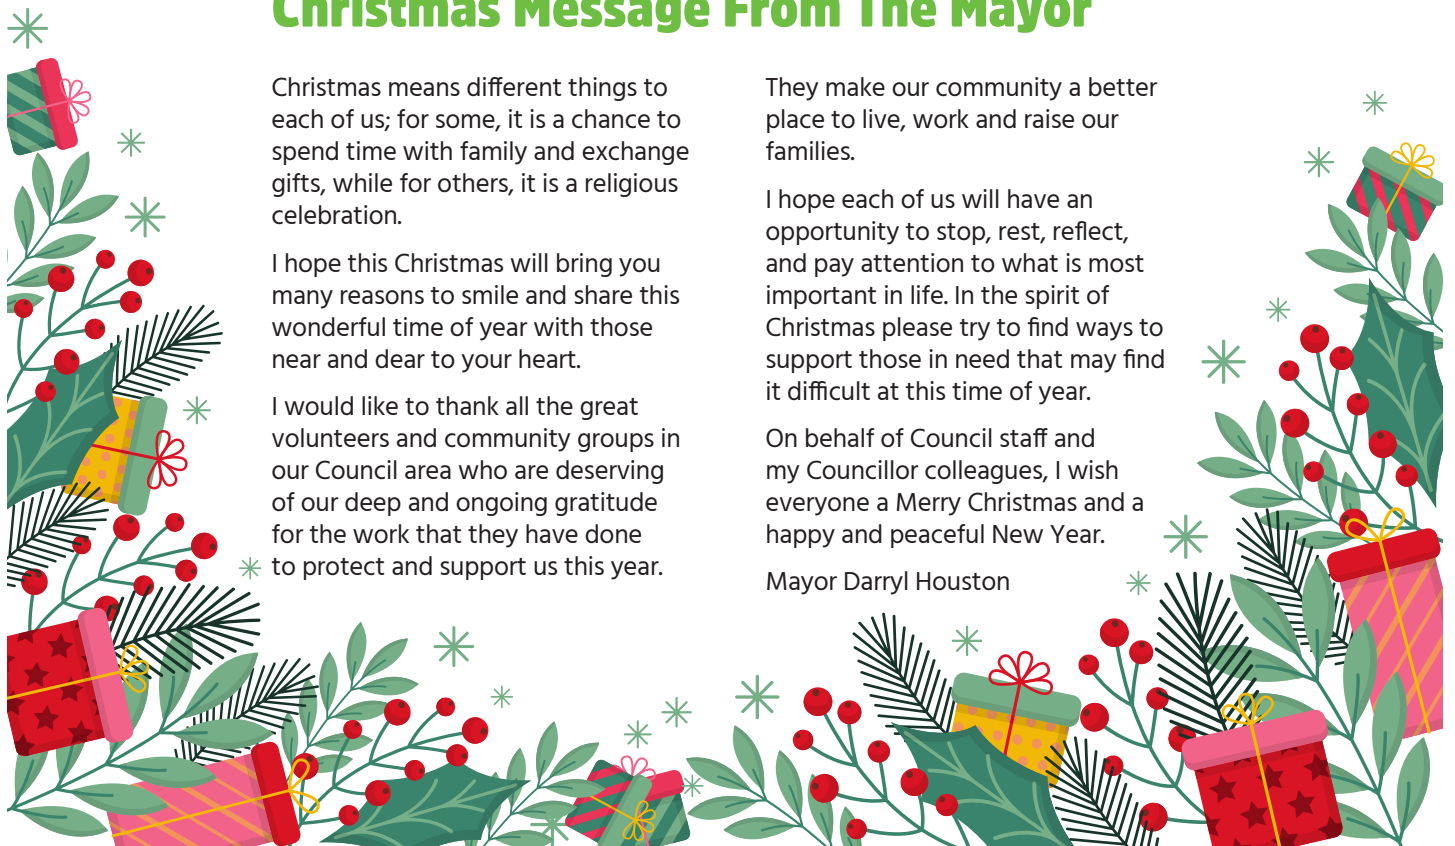 Christmas Message From The Mayor
Christmas means different things to
each of us; for some, it is a chance to
spend time with family and exchange
gifts, while for others, it is a religious
celebration.
I hope this Christmas will bring you
many reasons to smile and share this
wonderful time of year with those
near and dear to your heart.
I would like to thank all the great
volunteers and community groups in
our Council area who are deserving
of our deep and ongoing gratitude
for the work that they have done
to protect and support us this year.
They make our community a better
place to live, work and raise our
families.
I hope each of us will have an
opportunity to stop, rest, reflect,
and pay attention to what is most
important in life. In the spirit of
Christmas please try to find ways to
support those in need that may find
it difficult at this time of year.
On behalf of Council staff and
my Councillor colleagues, I wish
everyone a Merry Christmas and a
happy and peaceful New Year.
Mayor Darryl Houston